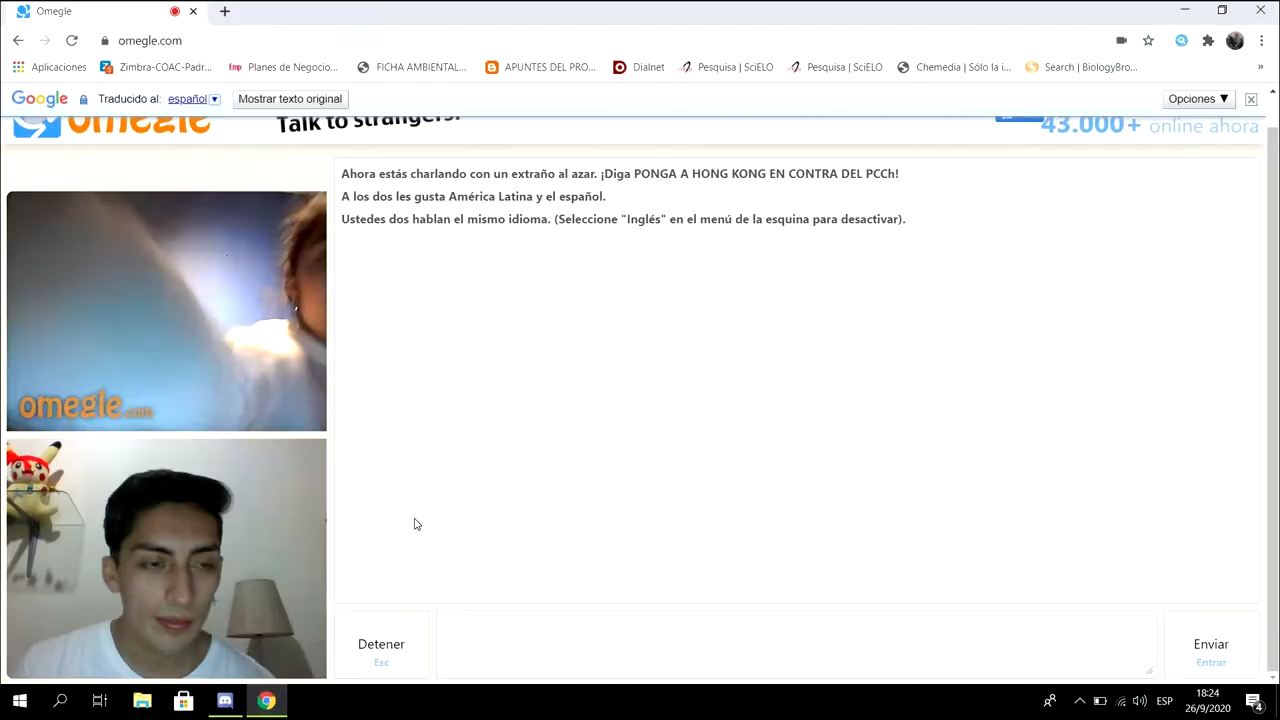 Omegle
omegle.com
Aplicaciones
Zimbra-COAC-Padr...
Emp
Planes de Negocio...
FICHA AMBIENTAL...
APUNTES DEL PRO...
Dialnet
Pesquisa | SciELO
Pesquisa | SciELO
Chemedia | Sólo la i...
Search | BiologyBro...
»
Google
Traducido al:
español
Mostrar texto original
Opciones ▼
omegle
Talk to strangers!
43.000+ online ahora
Ahora estás charlando con un extraño al azar. ¡Diga PONGA A HONG KONG EN CONTRA DEL PCCh!
A los dos les gusta América Latina y el español.
Ustedes dos hablan el mismo idioma. (Seleccione "Inglés" en el menú de la esquina para desactivar).
omegle.com
Detener
Esc
Enviar
Entrar
ESP
18:24
26/9/2020
4